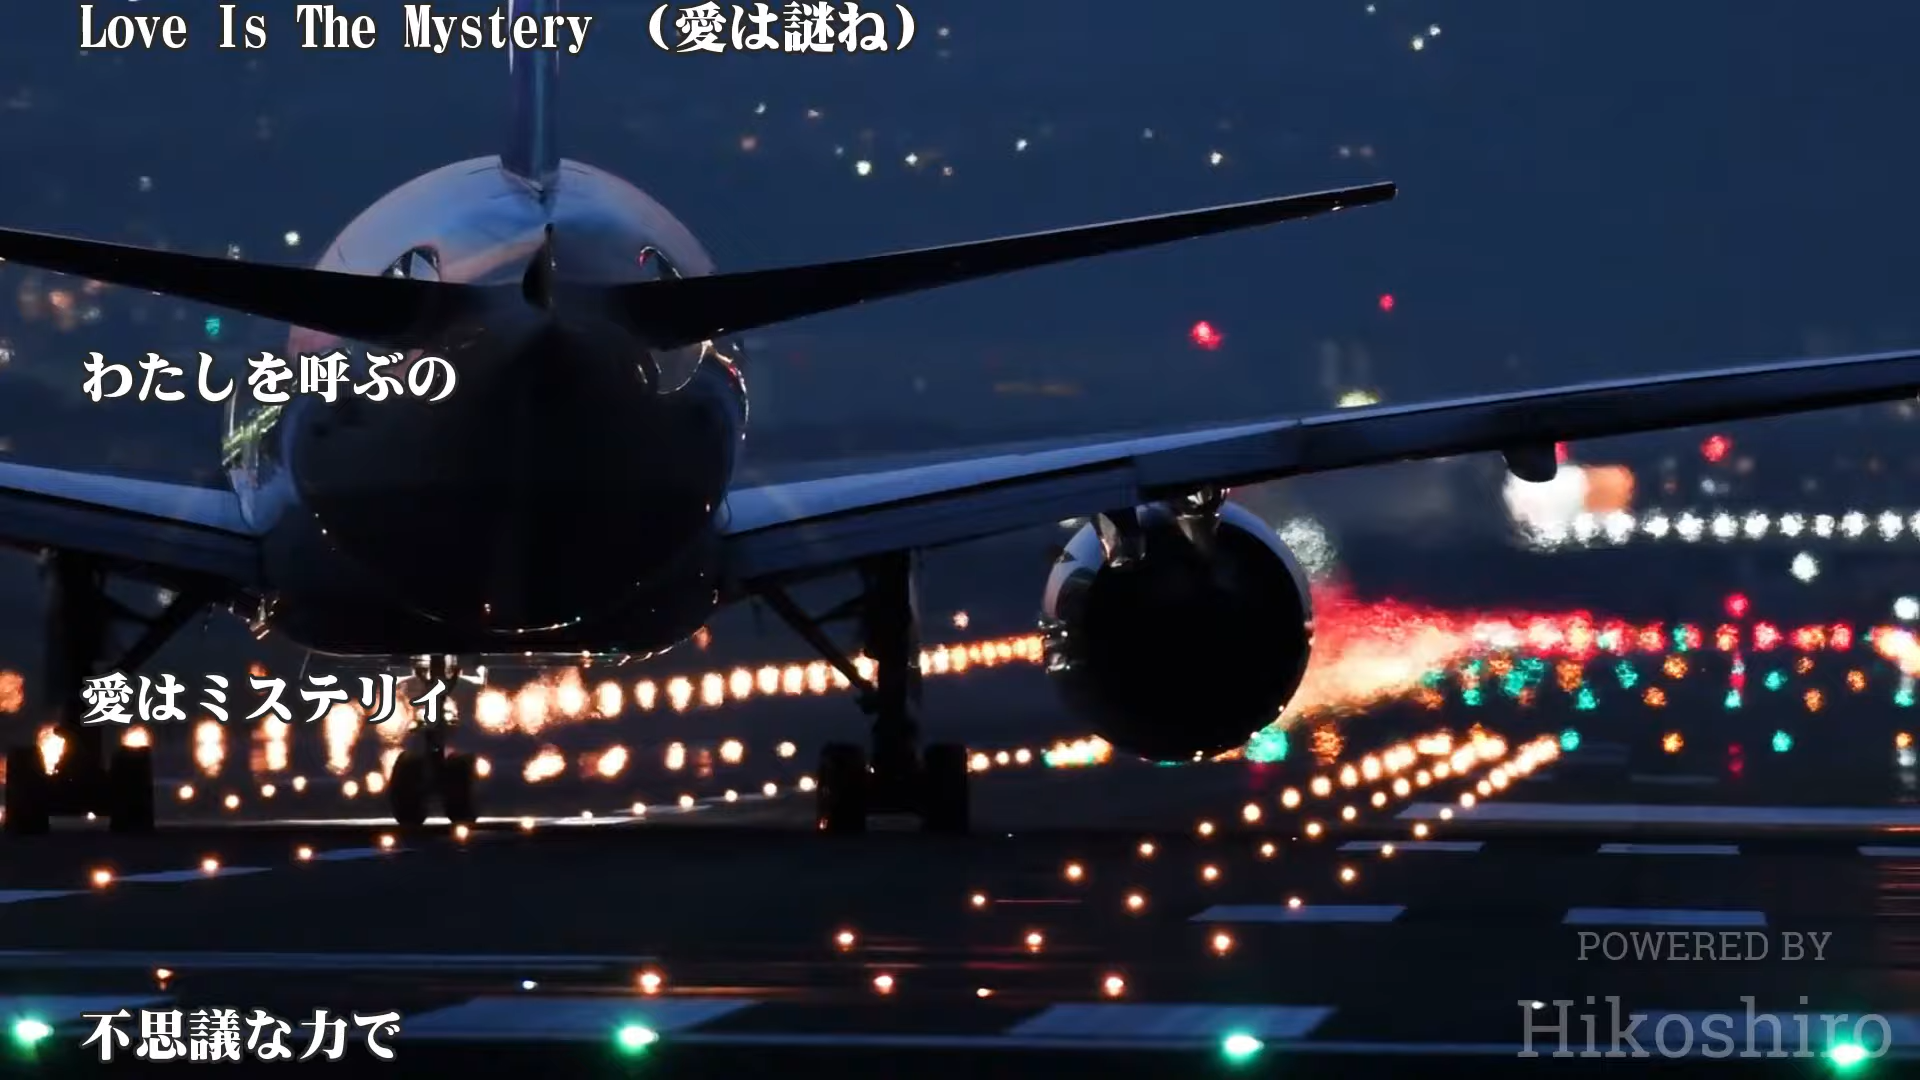 Love Is The Mystery （愛は謎ね）
わたしを呼ぶの
愛はミステリィ
不思議な力で
POWERED BY
Hikoshiro